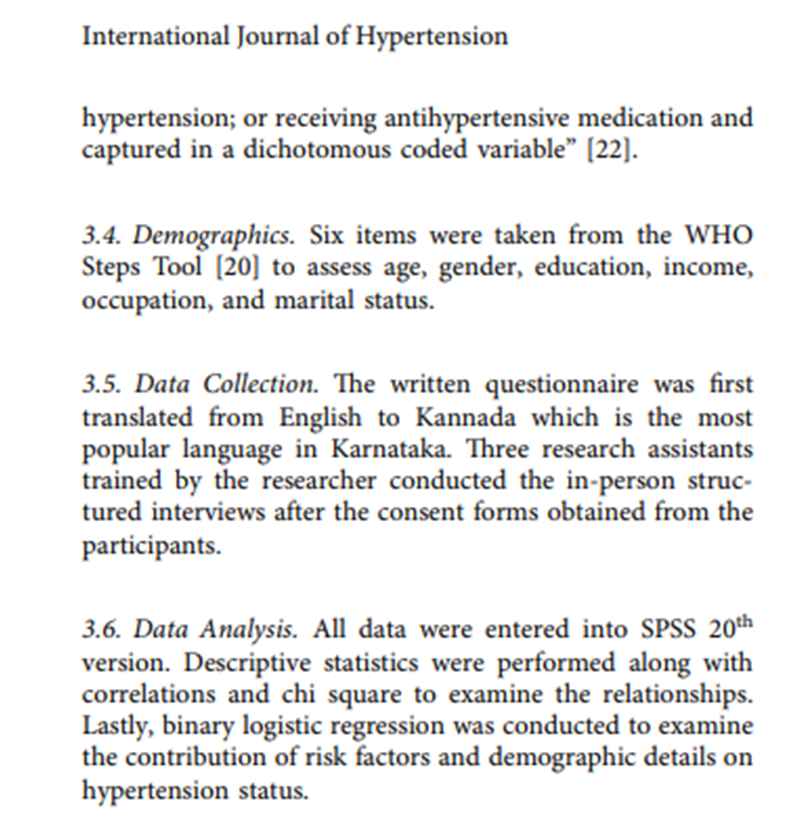 International Journal of Hypertension
hypertension; or receiving antihypertensive medication and
captured in a dichotomous coded variable” [22].
3.4. Demographics. Six items were taken from the WHO
Steps Tool [20] to assess age, gender, education, income,
occupation, and marital status.
3.5. Data Collection. The written questionnaire was first
translated from English to Kannada which is the most
popular language in Karnataka. Three research assistants
trained by the researcher conducted the in-person struc-
tured interviews after the consent forms obtained from the
participants.
3.6. Data Analysis. All data were entered into SPSS 20th
version. Descriptive statistics were performed along with
correlations and chi square to examine the relationships.
Lastly, binary logistic regression was conducted to examine
the contribution of risk factors and demographic details on
hypertension status.